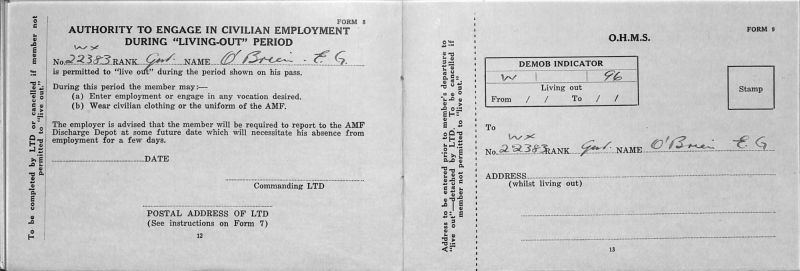 FORM 8
AUTHORITY TO ENGAGE IN CIVILIAN EMPLOYMENT
DURING "LIVING-OUT" PERIOD
WX
No. 22383 RANK Gnr. NAME O'Brien. E. G.
is permitted to "live out" during the period shown on his pass.
During this period the member may:—
(a) Enter employment or engage in any vocation desired.
(b) Wear civilian clothing or the uniform of the AMF.
The employer is advised that the member will be required to report to the AMF
Discharge Depot at some future date which will necessitate his absence from
employment for a few days.
DATE
Commanding LTD
POSTAL ADDRESS OF LTD
(See instructions on Form 7)
12
To be completed by LTD or cancelled if member not
permitted to "live out."
FORM 9
O.H.M.S.
DEMOB INDICATOR
W 96
Living out
From / / To / /
Stamp
To
WX
No. 22383 RANK Gnr. NAME O'Brien E G
ADDRESS
(whilst living out)
13
Address to be entered prior to member's departure to
"live out"—detached by LTD. To be cancelled if
member not permitted to "live out."